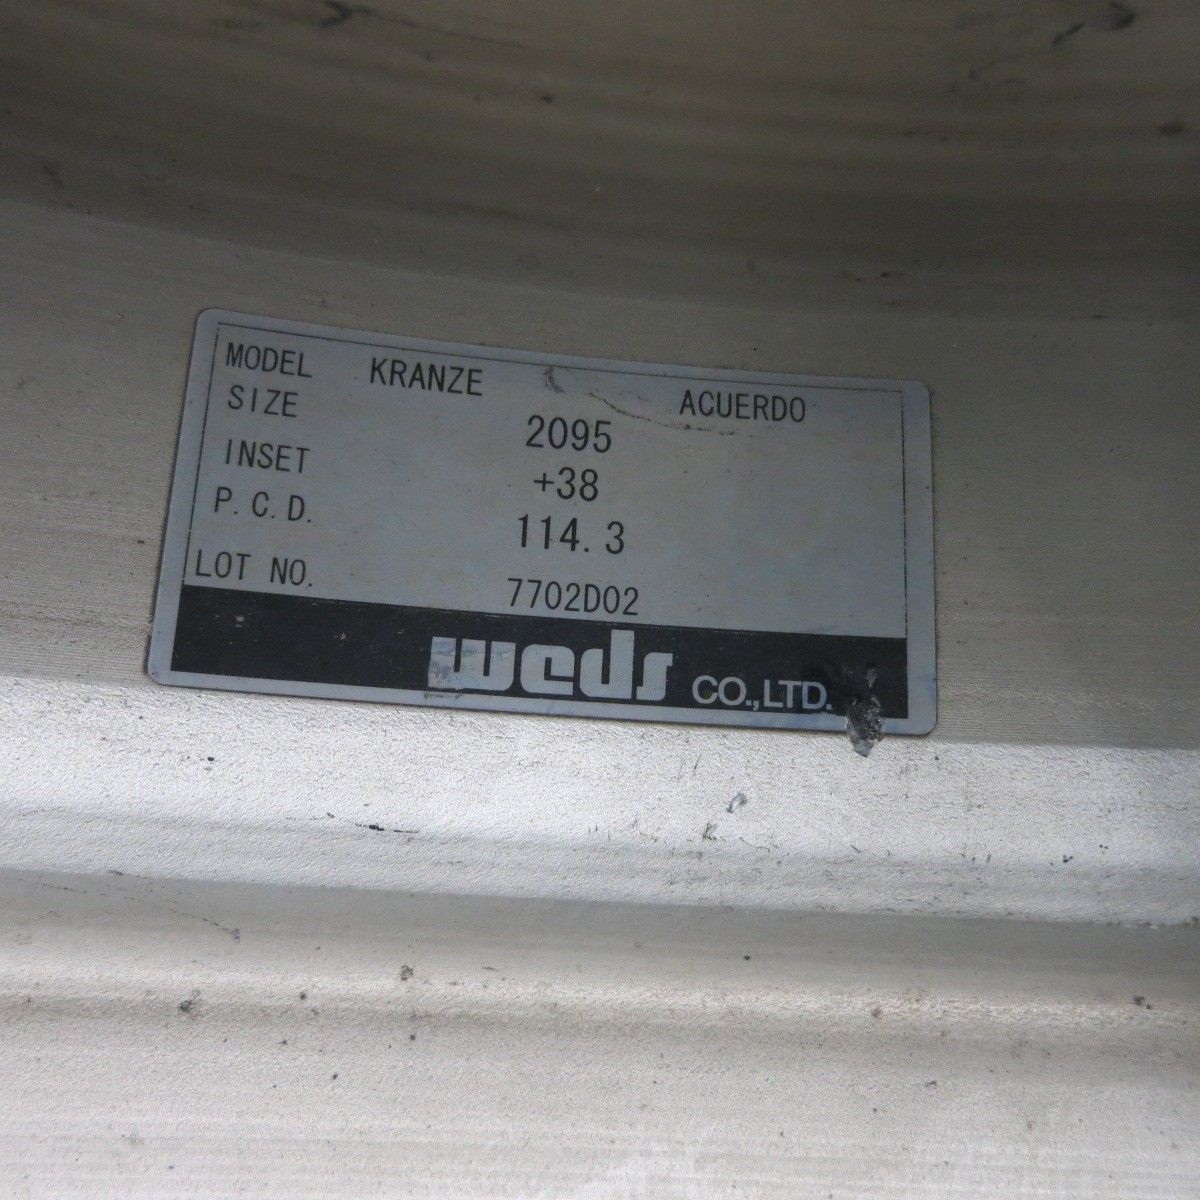 MODEL KRANZE ACUERDO
SIZE 2095
INSET +38
P.C.D. 114.3
LOT NO. 7702D02
weds CO.,LTD.